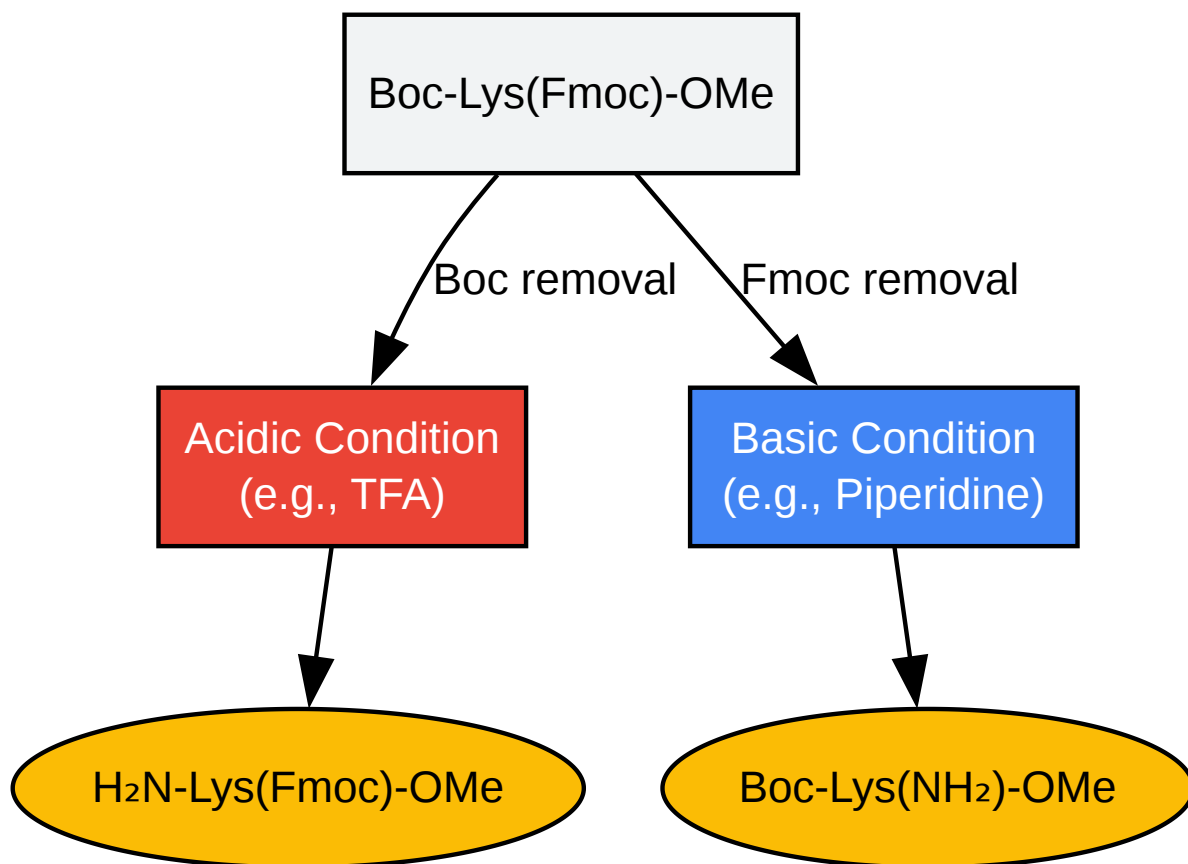 Boc-Lys(Fmoc)-OMe
Boc removal
Fmoc removal
Acidic Condition
(e.g., TFA)
Basic Condition
(e.g., Piperidine)
H₂N-Lys(Fmoc)-OMe
Boc-Lys(NH₂)-OMe